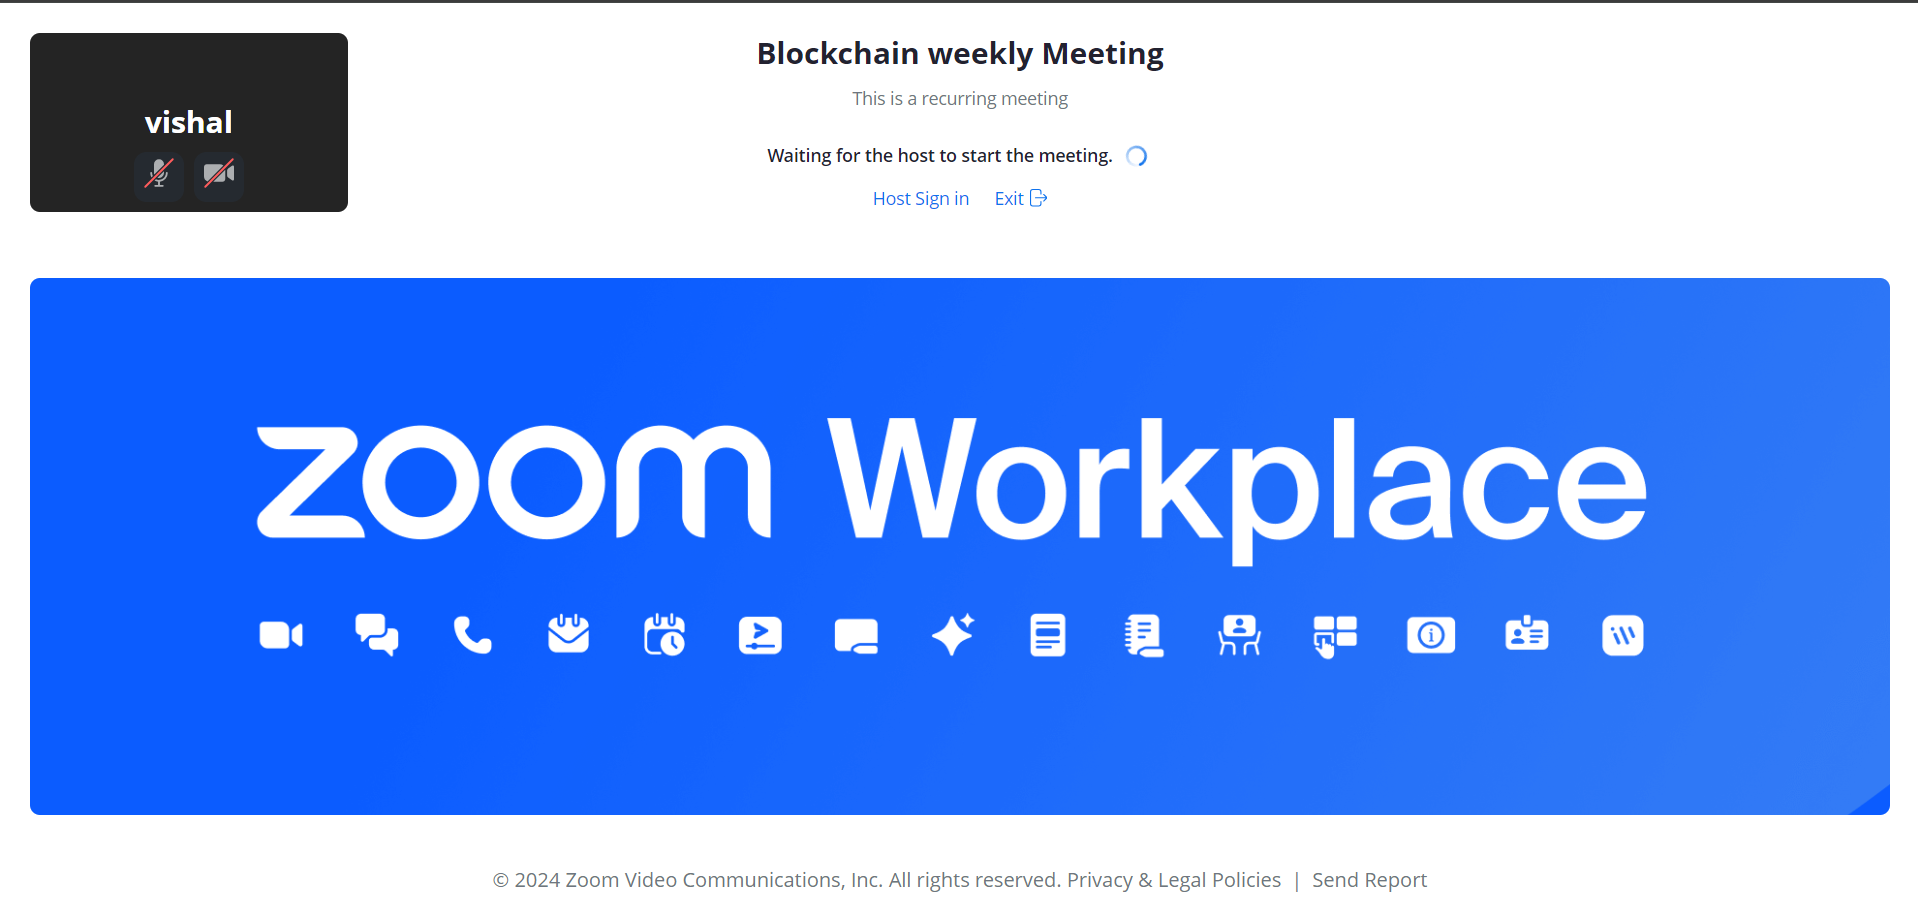 vishal
Blockchain weekly Meeting
This is a recurring meeting
Waiting for the host to start the meeting.
Host Sign in Exit
zoom Workplace
© 2024 Zoom Video Communications, Inc. All rights reserved. Privacy & Legal Policies | Send Report